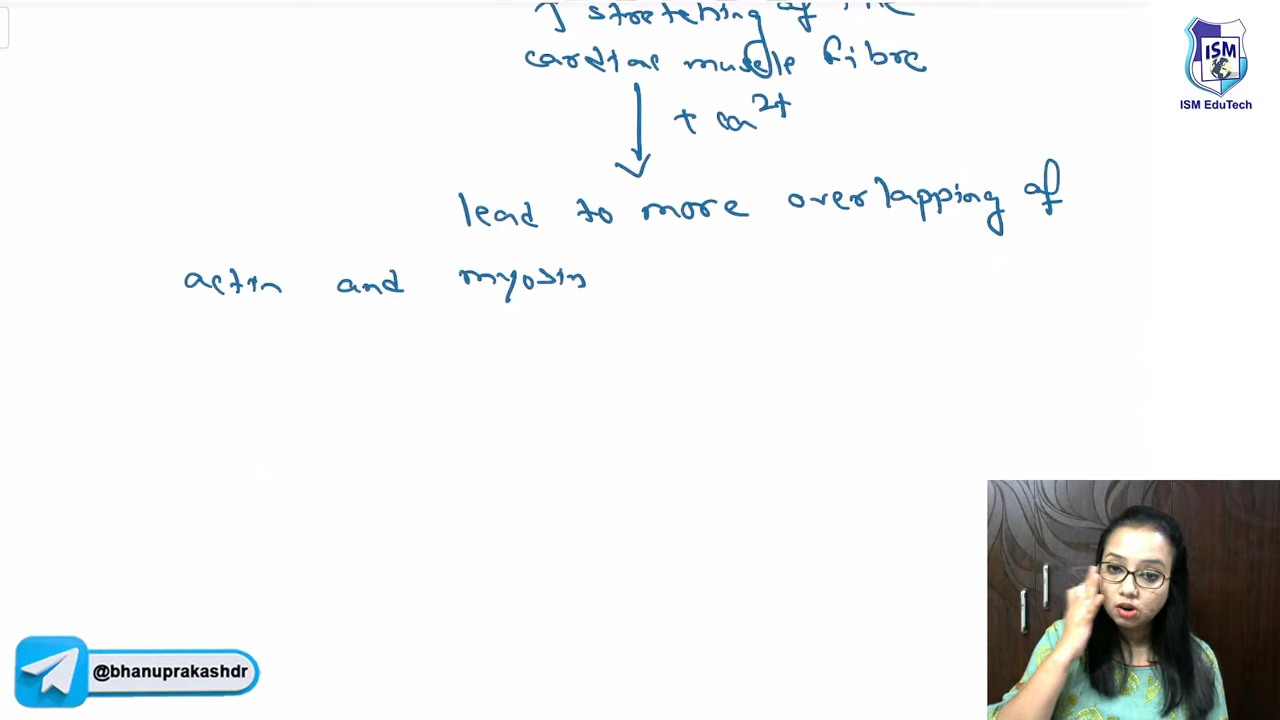 ↑ stretching of the
cardiac muscle fibre
+ ca²⁺
lead to more overlapping of
actin and myosin
ISM
ISM EduTech
@bhanuprakashdr